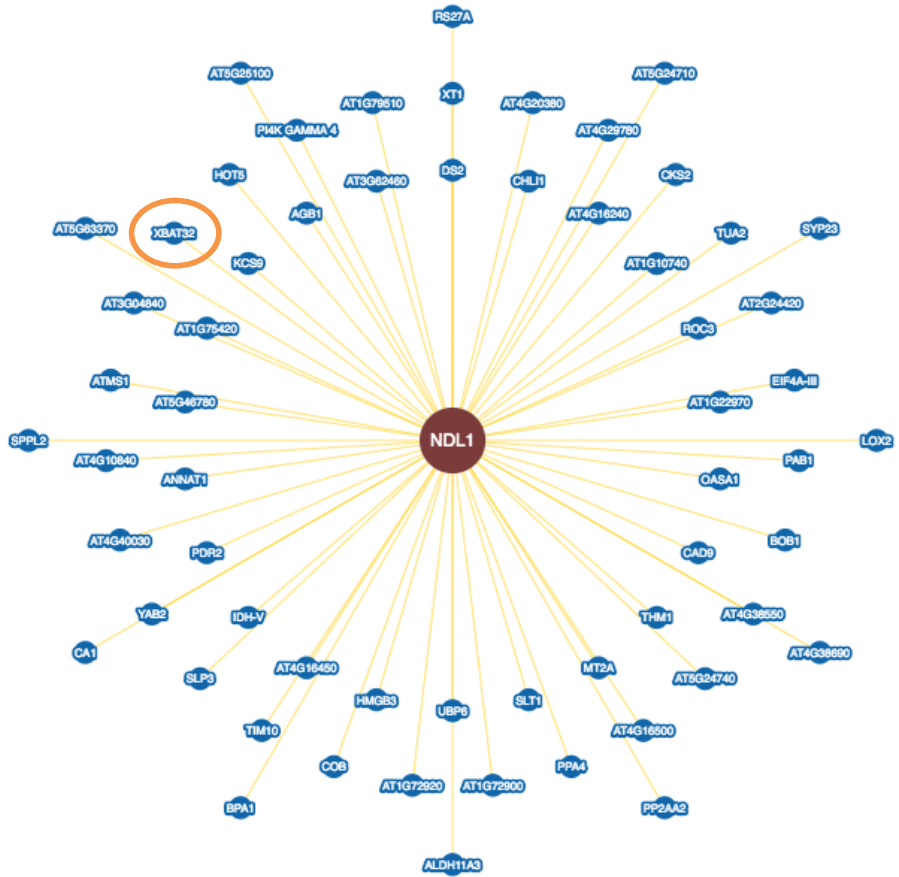 RS27A
AT5G25100
AT5G24710
XT1
AT1G79510
AT4G20380
PI4K GAMMA 4
AT4G29780
DS2
HOT5
CKS2
AT3G62460
CHLI1
AGB1
AT4G16240
AT5G63370
SYP23
XBAT32
TUA2
KCS9
AT1G10740
AT3G04840
AT2G24420
AT1G75420
ROC3
ATMS1
EIF4A-III
AT5G46780
AT1G22970
SPPL2
NDL1
LOX2
AT4G10840
PAB1
ANNAT1
OASA1
AT4G40030
BOB1
PDR2
CAD9
YAB2
AT4G38550
IDH-V
THM1
CA1
AT4G38690
AT4G16450
MT2A
SLP3
AT5G24740
HMGB3
SLT1
UBP6
TIM10
AT4G16500
COB
PPA4
AT1G72920
AT1G72900
BPA1
PP2AA2
ALDH11A3